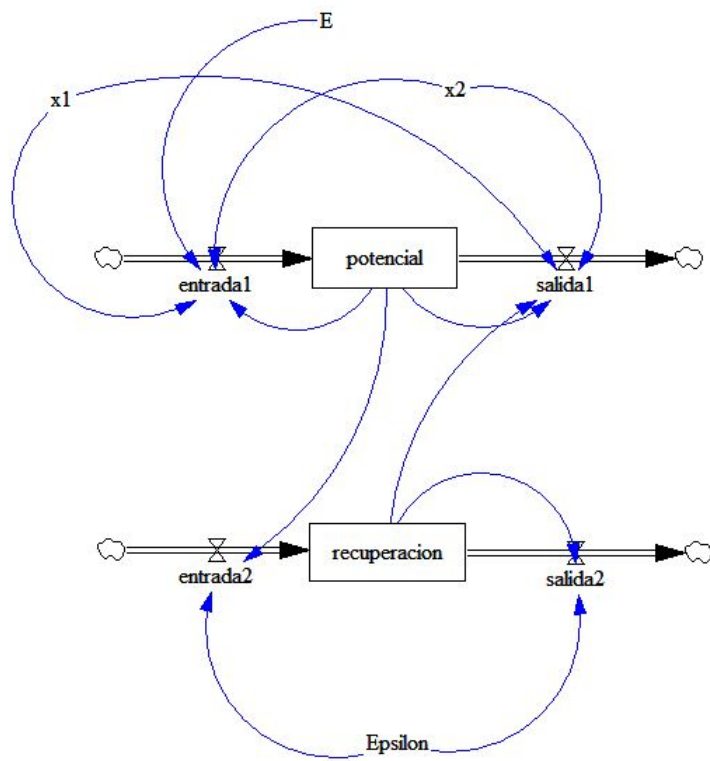 E
x1
x2
potencial
entrada1
salida1
recuperacion
entrada2
salida2
Epsilon